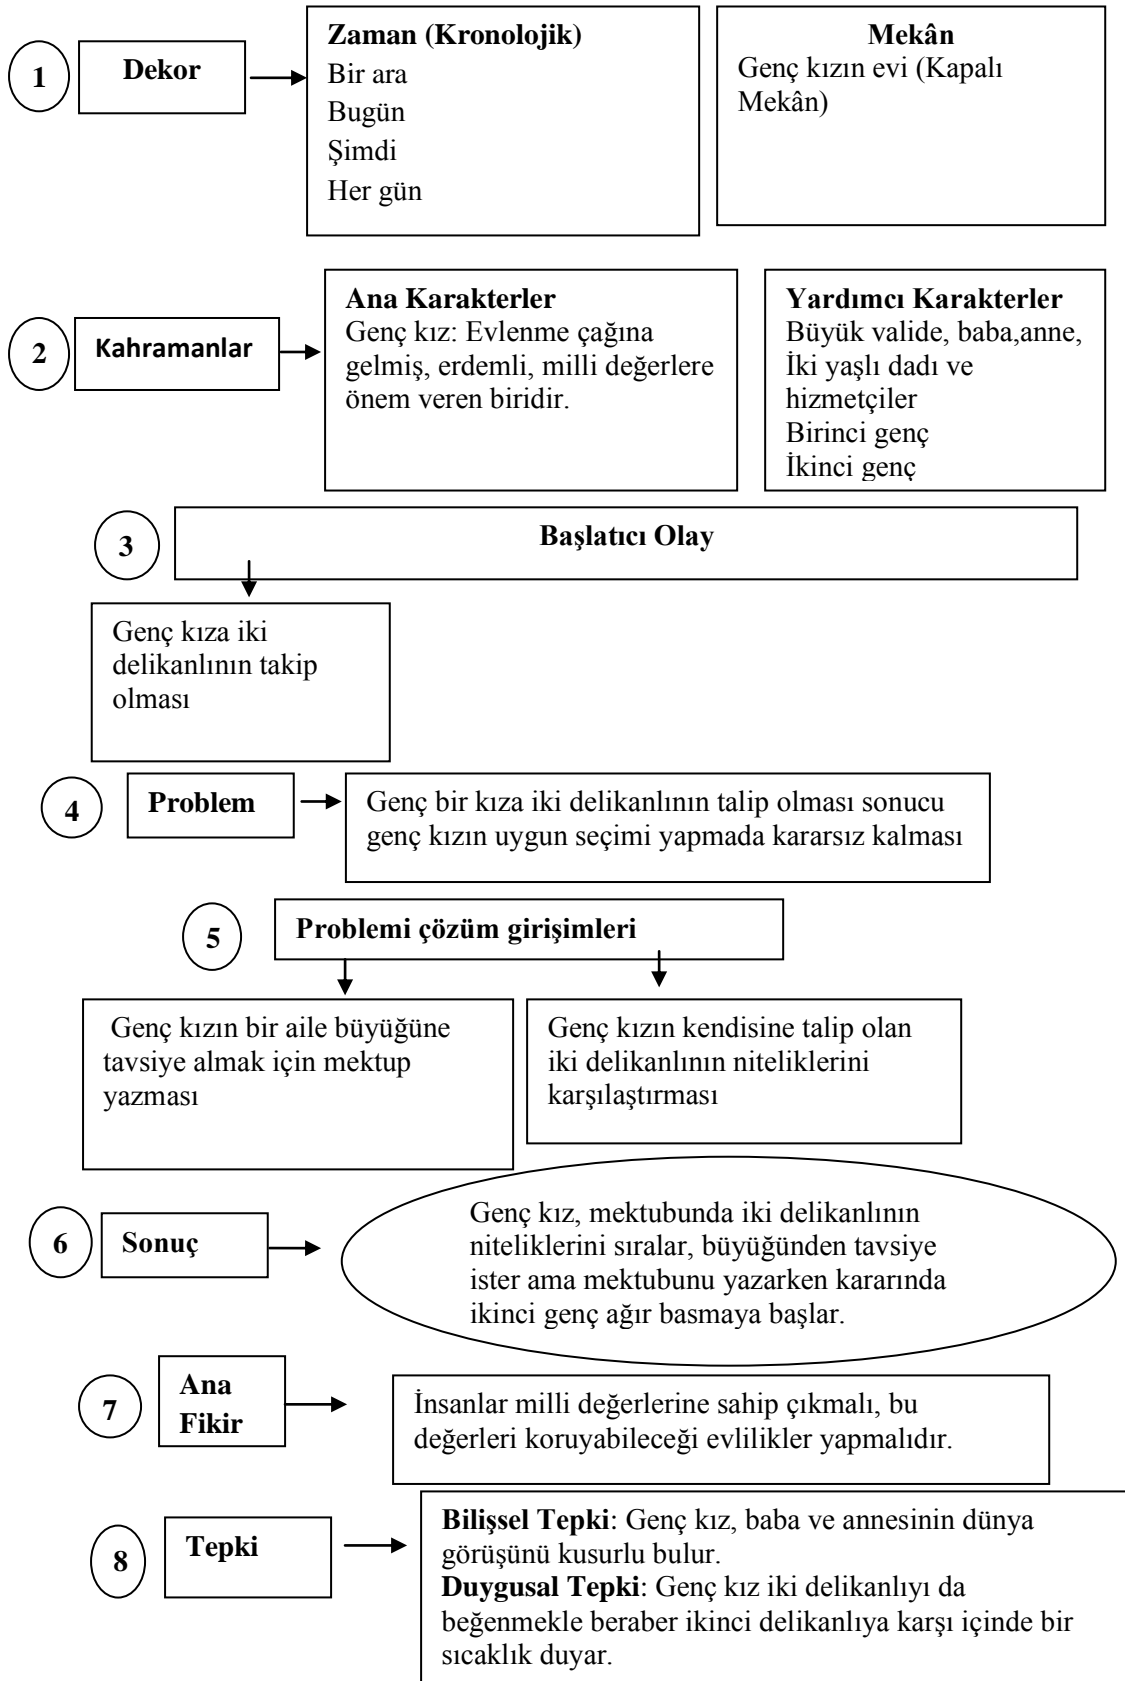 1
Dekor
Zaman (Kronolojik)
Bir ara
Bugün
Şimdi
Her gün
Mekân
Genç kızın evi (Kapalı
Mekân)
2
Kahramanlar
Ana Karakterler
Genç kız: Evlenme çağına
gelmiş, erdemli, milli değerlere
önem veren biridir.
Yardımcı Karakterler
Büyük valide, baba,anne,
İki yaşlı dadı ve
hizmetçiler
Birinci genç
İkinci genç
3
Başlatıcı Olay
Genç kıza iki
delikanlının takip
olması
4
Problem
Genç bir kıza iki delikanlının talip olması sonucu
genç kızın uygun seçimi yapmada kararsız kalması
5
Problemi çözüm girişimleri
Genç kızın bir aile büyüğüne
tavsiye almak için mektup
yazması
Genç kızın kendisine talip olan
iki delikanlının niteliklerini
karşılaştırması
6
Sonuç
Genç kız, mektubunda iki delikanlının
niteliklerini sıralar, büyüğünden tavsiye
ister ama mektubunu yazarken kararında
ikinci genç ağır basmaya başlar.
7
Ana
Fikir
İnsanlar milli değerlerine sahip çıkmalı, bu
değerleri koruyabileceği evlilikler yapmalıdır.
8
Tepki
Bilişsel Tepki: Genç kız, baba ve annesinin dünya
görüşünü kusurlu bulur.
Duygusal Tepki: Genç kız iki delikanlıyı da
beğenmekle beraber ikinci delikanlıya karşı içinde bir
sıcaklık duyar.